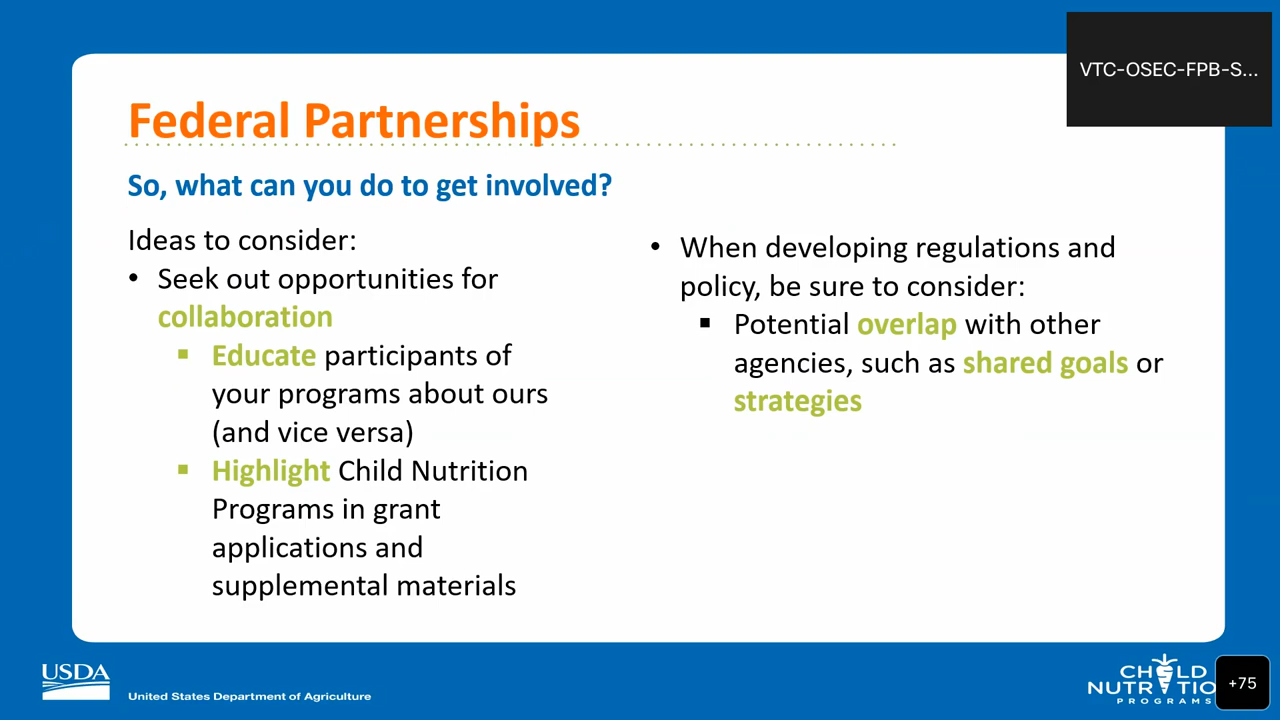 VTC-OSEC-FPB-S...
Federal Partnerships
So, what can you do to get involved?
Ideas to consider:
• Seek out opportunities for
collaboration
▪ Educate participants of
your programs about ours
(and vice versa)
▪ Highlight Child Nutrition
Programs in grant
applications and
supplemental materials
• When developing regulations and
policy, be sure to consider:
▪ Potential overlap with other
agencies, such as shared goals or
strategies
USDA
United States Department of Agriculture
CHILD
NUTRITIO
PROGRAMS
+75